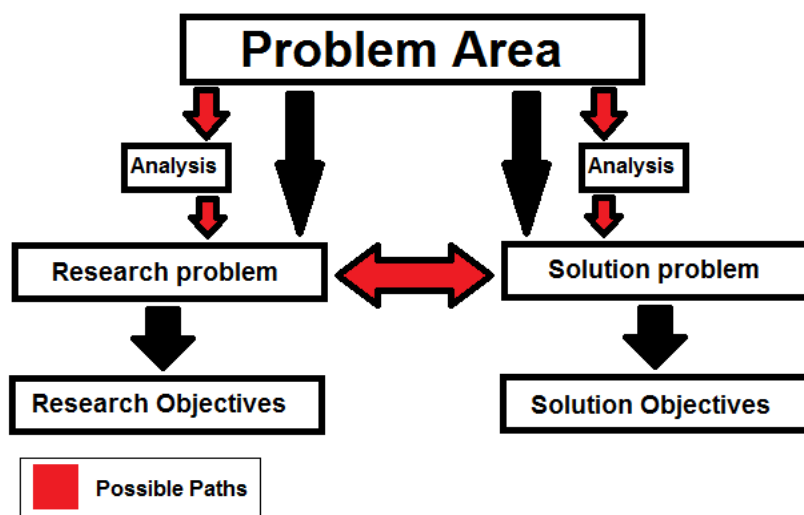 Problem Area
Analysis
Analysis
Research problem
Solution problem
Research Objectives
Solution Objectives
Possible Paths